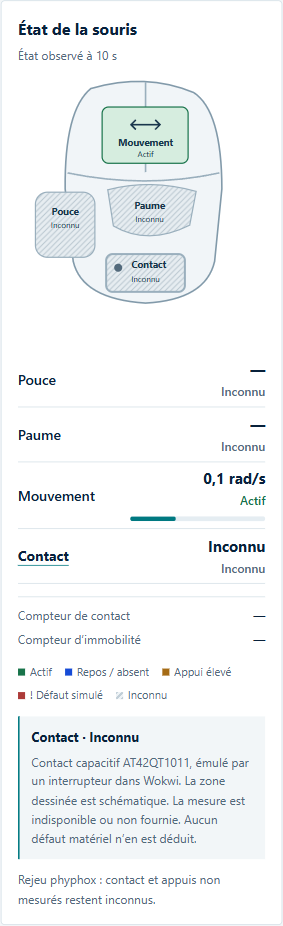 État de la souris
État observé à 10 s
Mouvement
Actif
Pouce
Inconnu
Paume
Inconnu
Contact
Inconnu
Pouce
—
Inconnu
Paume
—
Inconnu
Mouvement
0,1 rad/s
Actif
Contact
Inconnu
Inconnu
Compteur de contact —
Compteur d’immobilité —
Actif Repos / absent Appui élevé
! Défaut simulé Inconnu
Contact · Inconnu
Contact capacitif AT42QT1011, émulé par
un interrupteur dans Wokwi. La zone
dessinée est schématique. La mesure est
indisponible ou non fournie. Aucun
défaut matériel n’en est déduit.
Rejeu phyphox : contact et appuis non
mesurés restent inconnus.